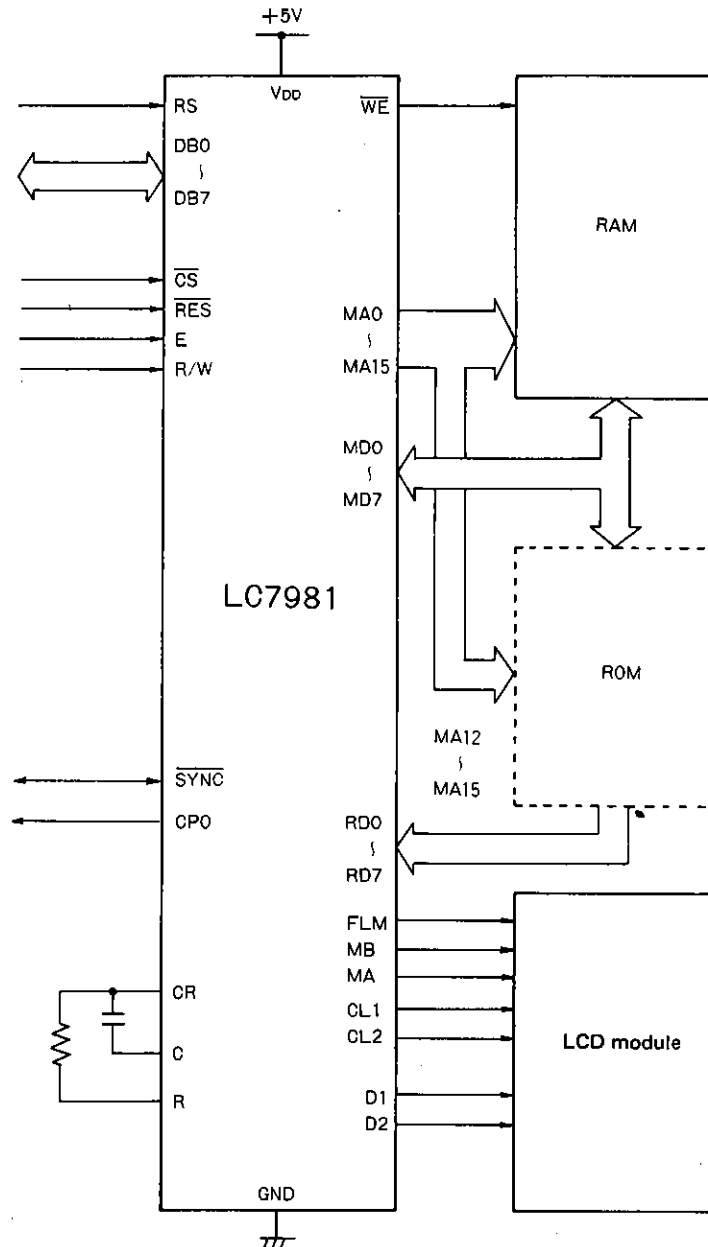 +5V
VDD
RS
DB0
~
DB7
CS
RES
E
R/W
SYNC
CPO
CR
C
R
GND
LC7981
WE
MA0
~
MA15
MD0
~
MD7
MA12
~
MA15
RD0
~
RD7
FLM
MB
MA
CL1
CL2
D1
D2
RAM
ROM
LCD module